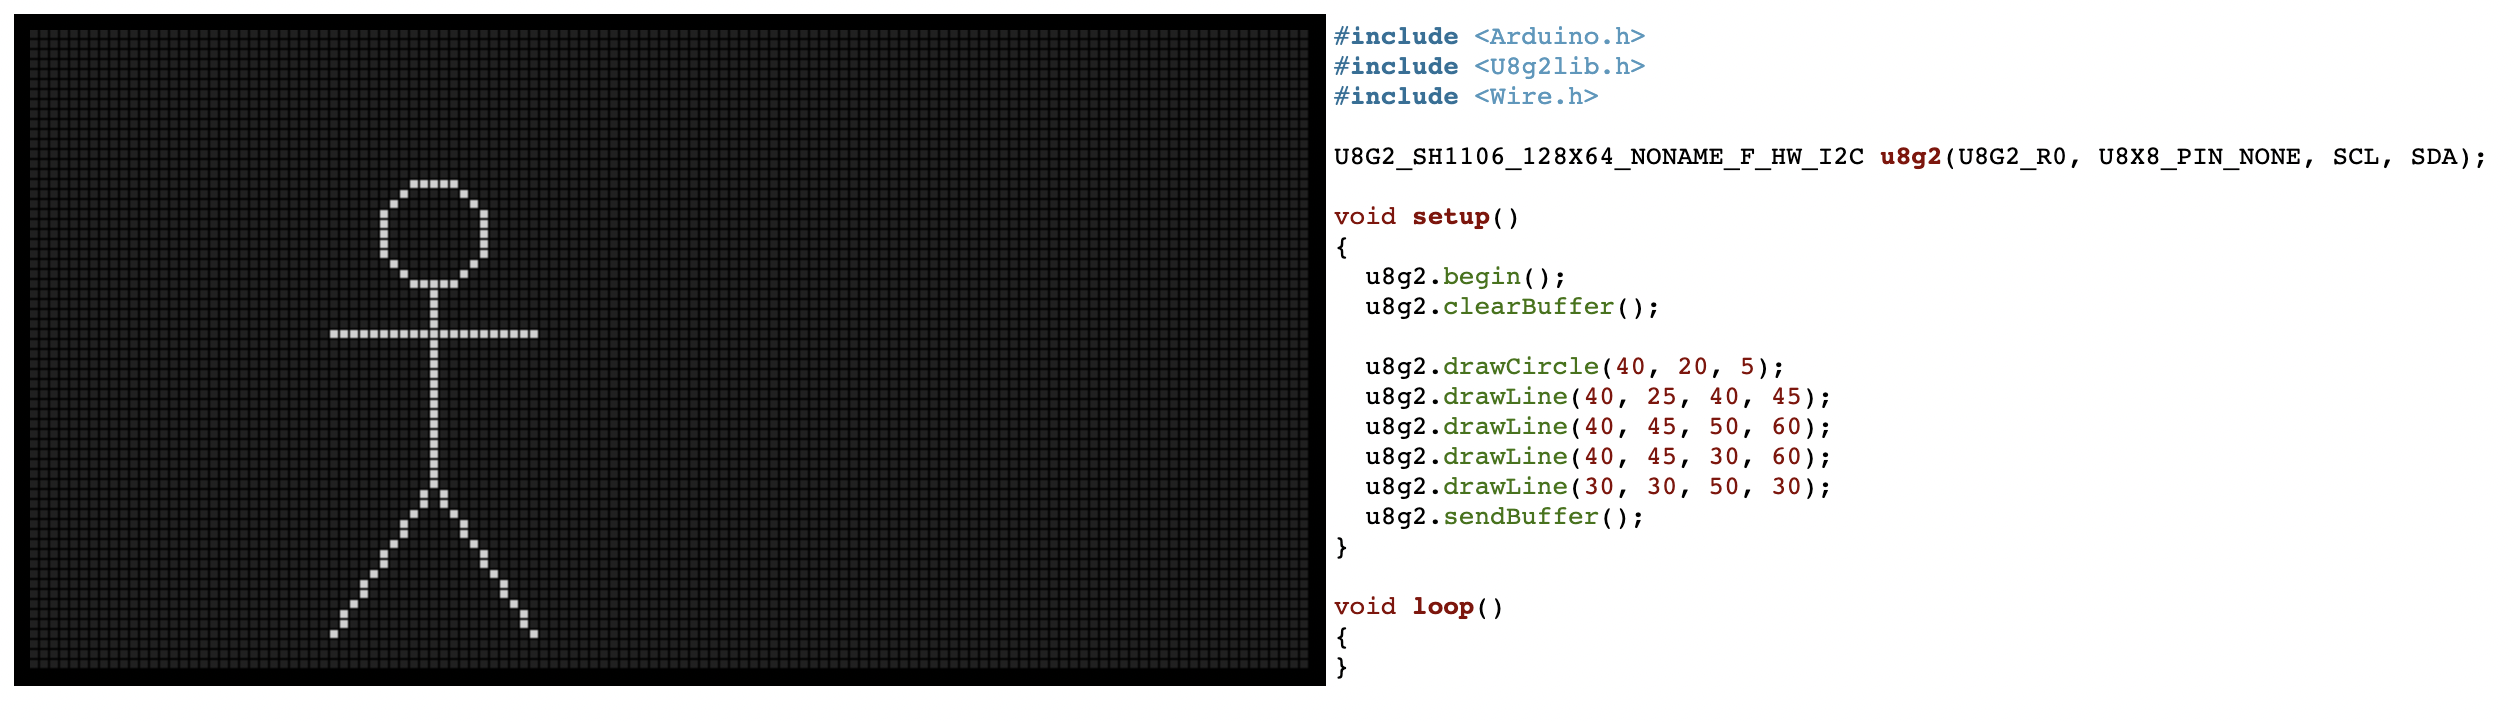 #include <Arduino.h>
#include <U8g2lib.h>
#include <Wire.h>
U8G2_SH1106_128X64_NONAME_F_HW_I2C u8g2(U8G2_R0, U8X8_PIN_NONE, SCL, SDA);
void setup()
{
  u8g2.begin();
  u8g2.clearBuffer();
  u8g2.drawCircle(40, 20, 5);
  u8g2.drawLine(40, 25, 40, 45);
  u8g2.drawLine(40, 45, 50, 60);
  u8g2.drawLine(40, 45, 30, 60);
  u8g2.drawLine(30, 30, 50, 30);
  u8g2.sendBuffer();
}
void loop()
{
}